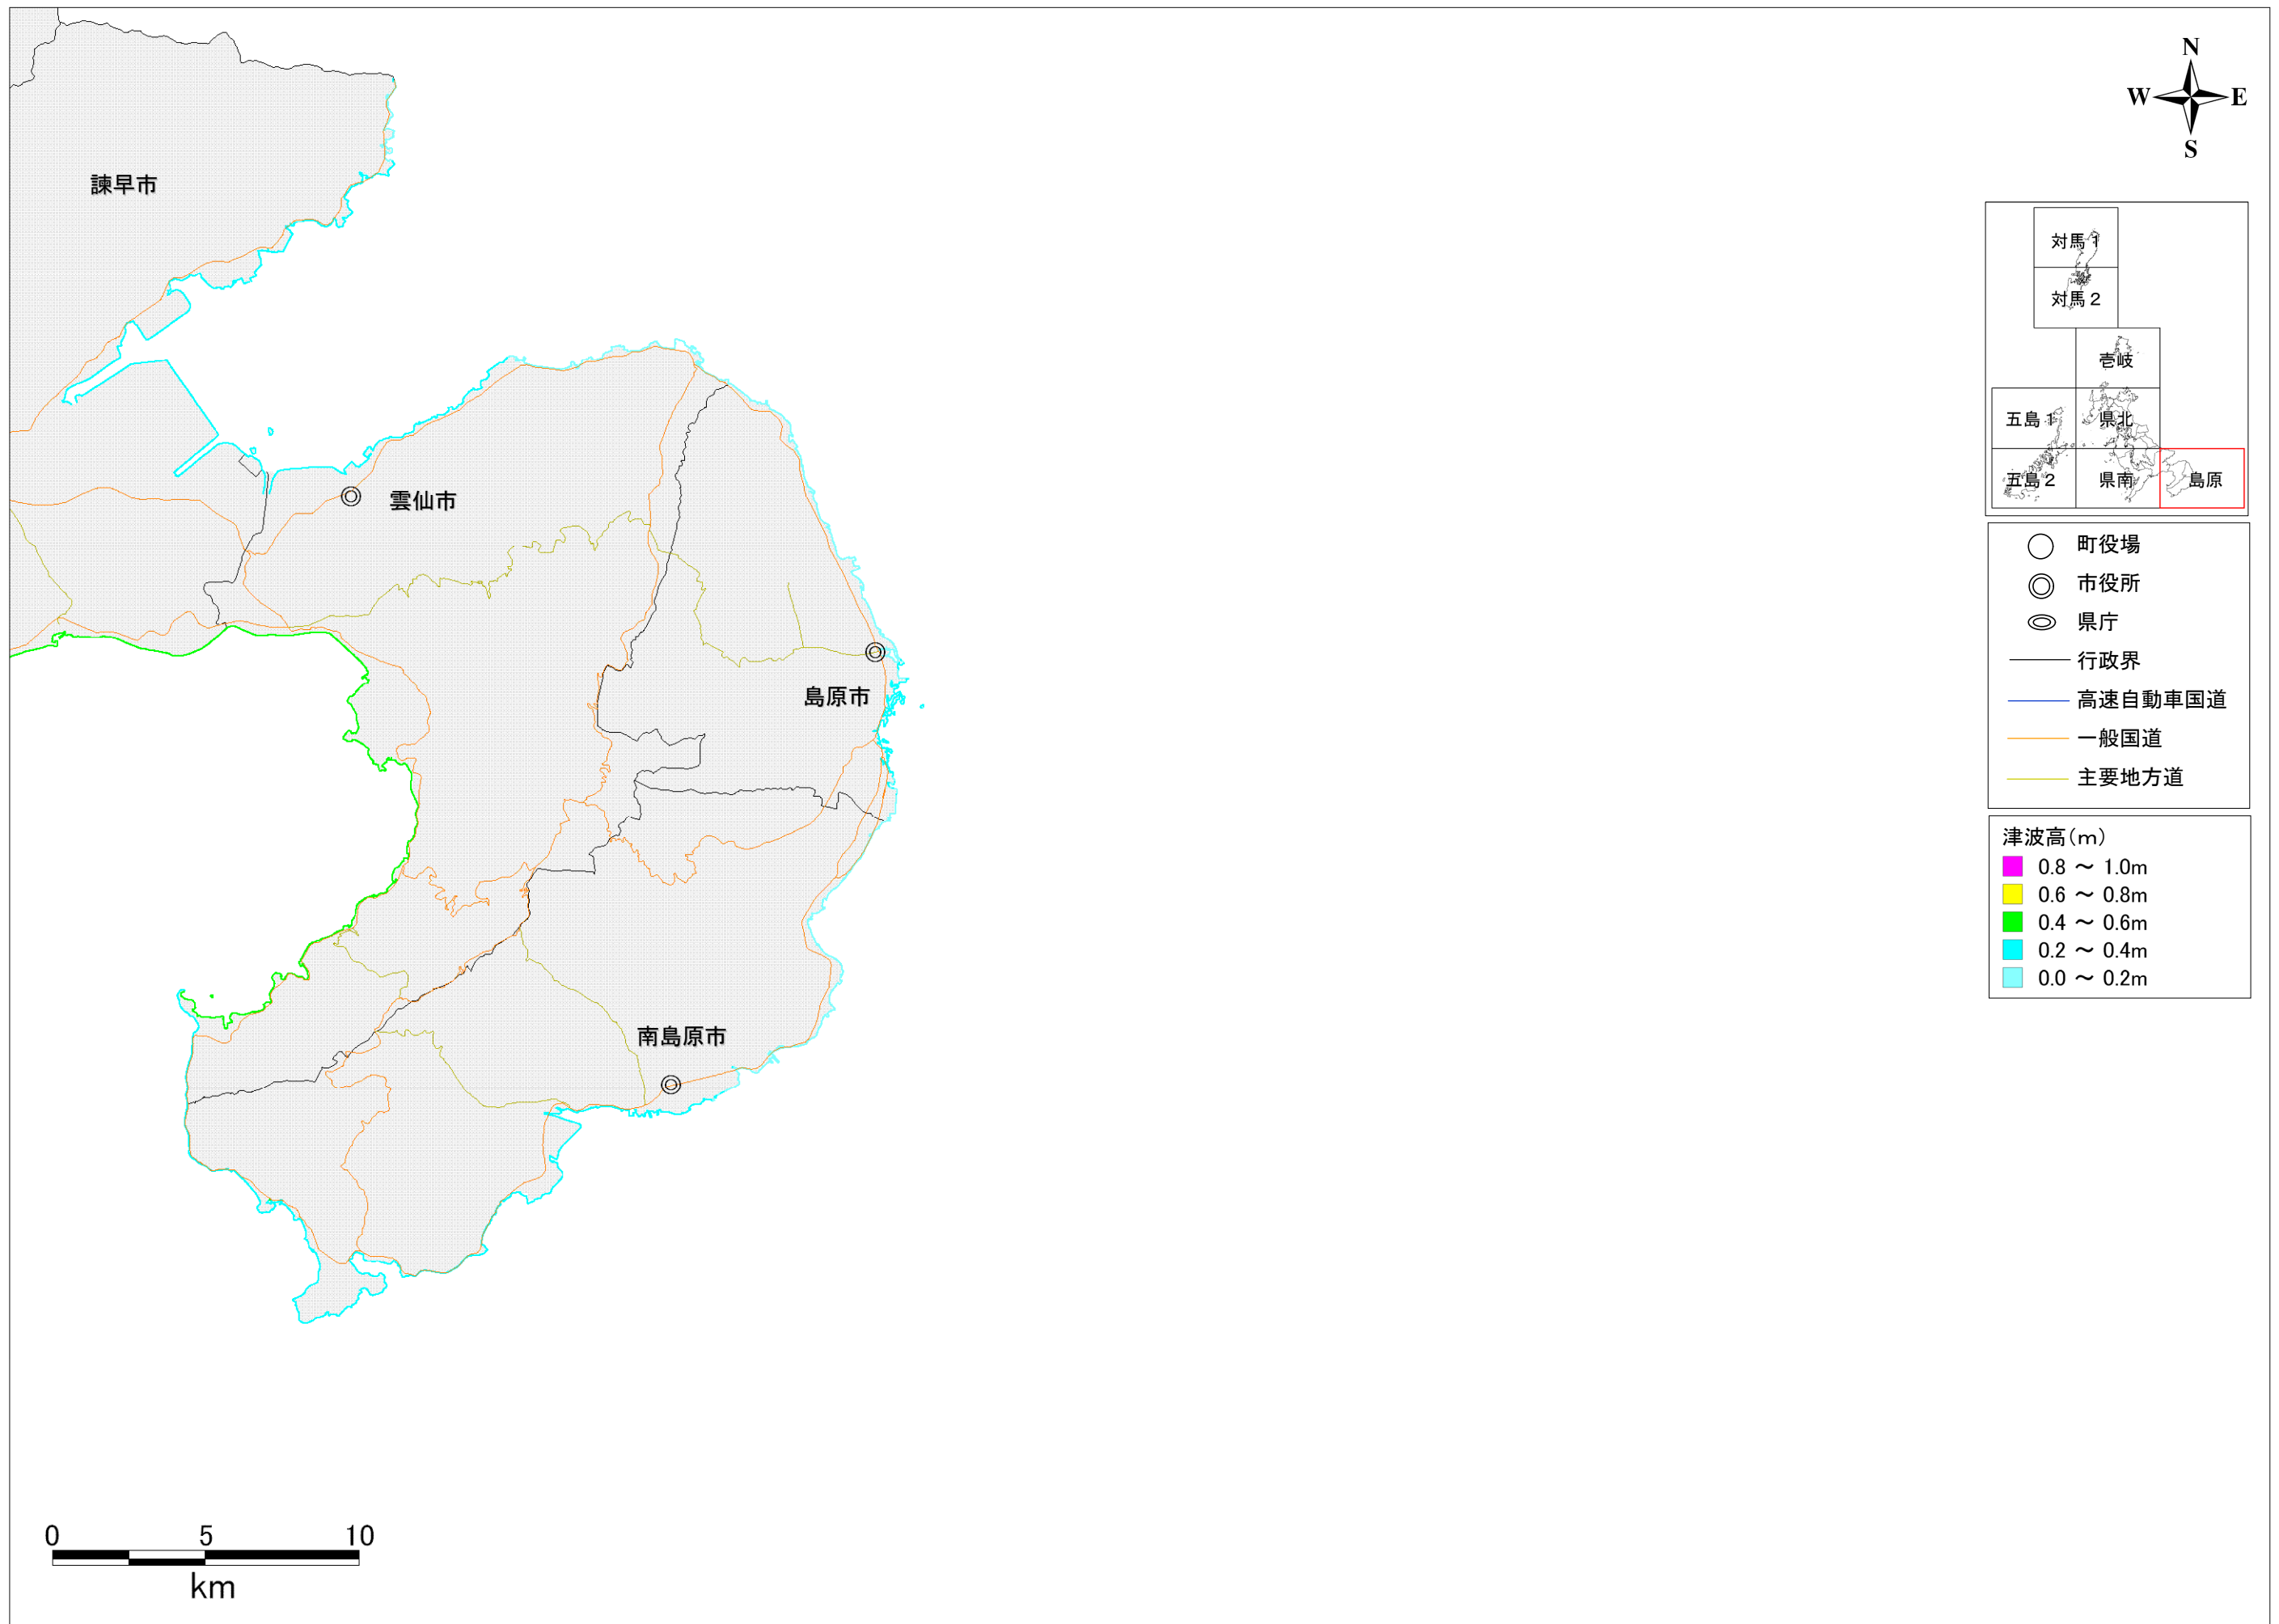 N
W E
S
諫早市
雲仙市
島原市
南島原市
対馬1
対馬2
壱岐
五島1
県北
五島2
県南
島原
町役場
市役所
県庁
行政界
高速自動車国道
一般国道
主要地方道
津波高(m)
0.8 ～ 1.0m
0.6 ～ 0.8m
0.4 ～ 0.6m
0.2 ～ 0.4m
0.0 ～ 0.2m
0 5 10
km